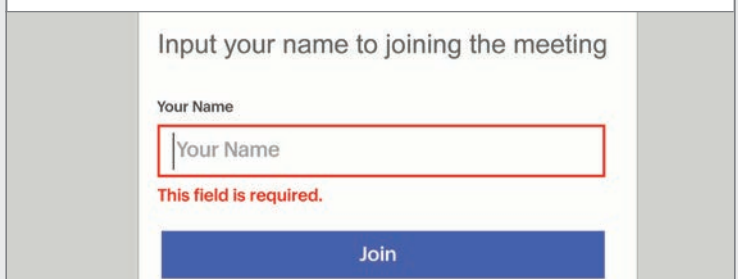 Input your name to joining the meeting
Your Name
Your Name
This field is required.
Join